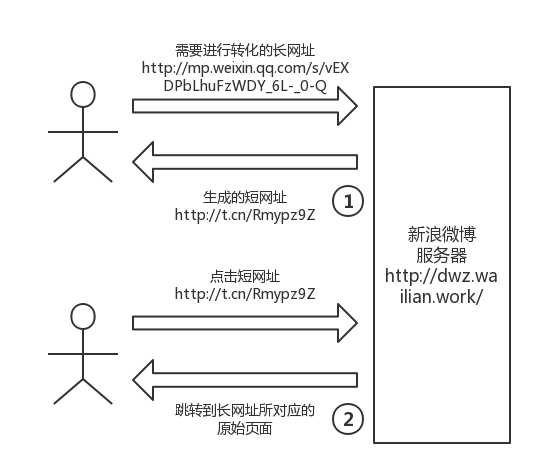 需要进行转化的长网址
http://mp.weixin.qq.com/s/vEX
DPbLhuFzWDY_6L-_0-Q
生成的短网址
http://t.cn/Rmypz9Z
1
新浪微博
服务器
http://dwz.wa
ilian.work/
点击短网址
http://t.cn/Rmypz9Z
跳转到长网址所对应的
原始页面
2